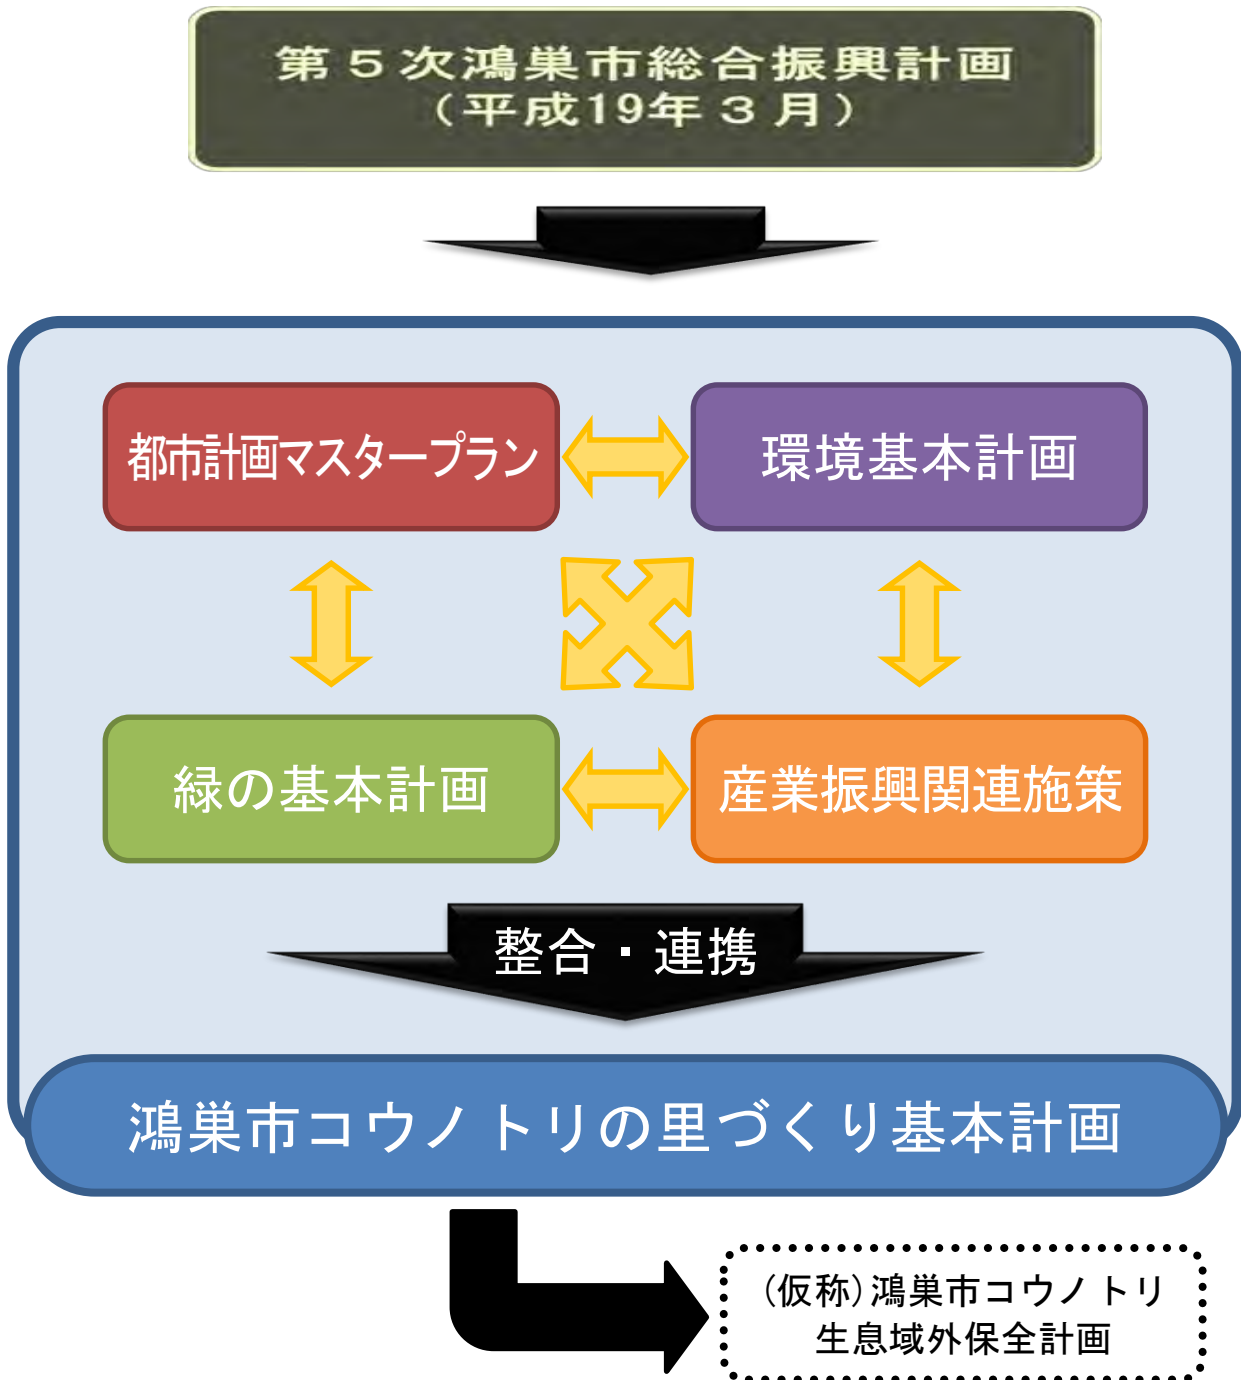 第５次鴻巣市総合振興計画
（平成19年３月）
都市計画マスタープラン
環境基本計画
緑の基本計画
産業振興関連施策
整合・連携
鴻巣市コウノトリの里づくり基本計画
（仮称）鴻巣市コウノトリ
生息域外保全計画